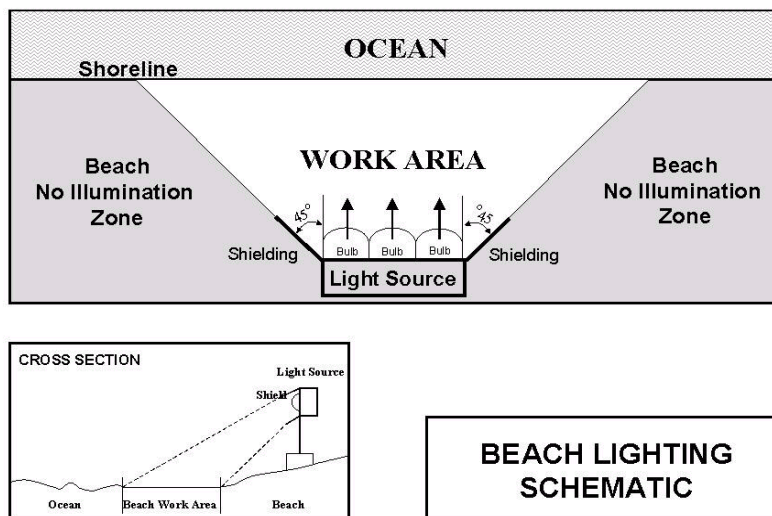 OCEAN
Shoreline
WORK AREA
Beach
No Illumination
Zone
Beach
No Illumination
Zone
45°
°45
Shielding
Bulb
Bulb
Bulb
Shielding
Light Source
CROSS SECTION
Light Source
Shield
Ocean
Beach Work Area
Beach
BEACH LIGHTING
SCHEMATIC